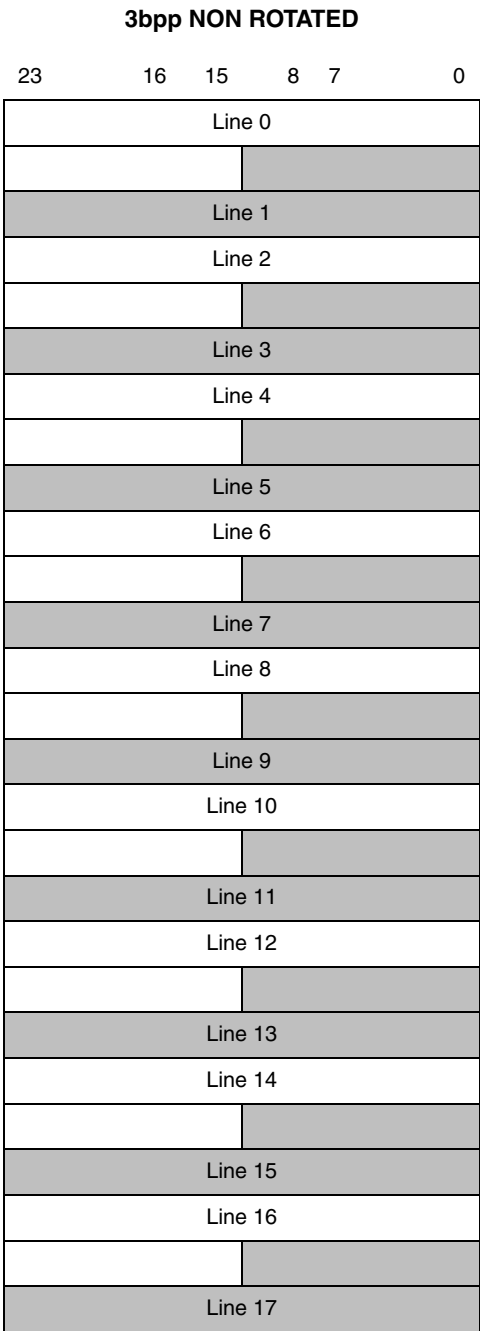 3bpp NON ROTATED
23 16 15 8 7 0
Line 0
Line 1
Line 2
Line 3
Line 4
Line 5
Line 6
Line 7
Line 8
Line 9
Line 10
Line 11
Line 12
Line 13
Line 14
Line 15
Line 16
Line 17